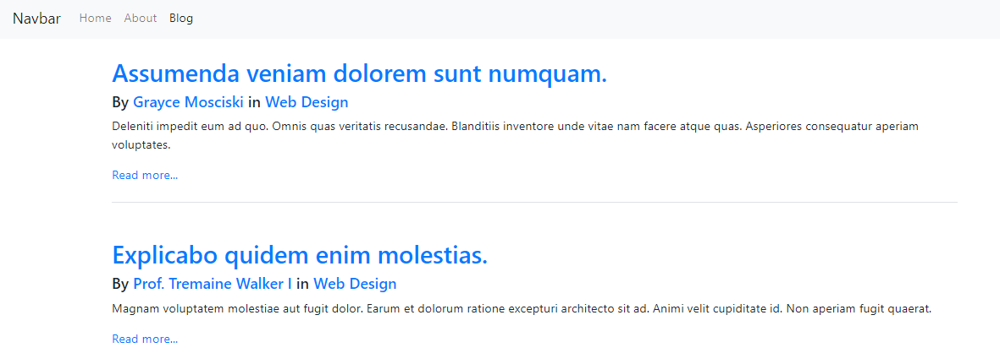 Navbar Home About Blog
Assumenda veniam dolorem sunt numquam.
By Grayce Mosciski in Web Design
Deleniti impedit eum ad quo. Omnis quas veritatis recusandae. Blanditiis inventore unde vitae nam facere atque quas. Asperiores consequatur aperiam
voluptates.
Read more...
Explicabo quidem enim molestias.
By Prof. Tremaine Walker I in Web Design
Magnam voluptatem molestiae aut fugit dolor. Earum et dolorum ratione excepturi architecto sit ad. Animi velit cupiditate id. Non aperiam fugit quaerat.
Read more...